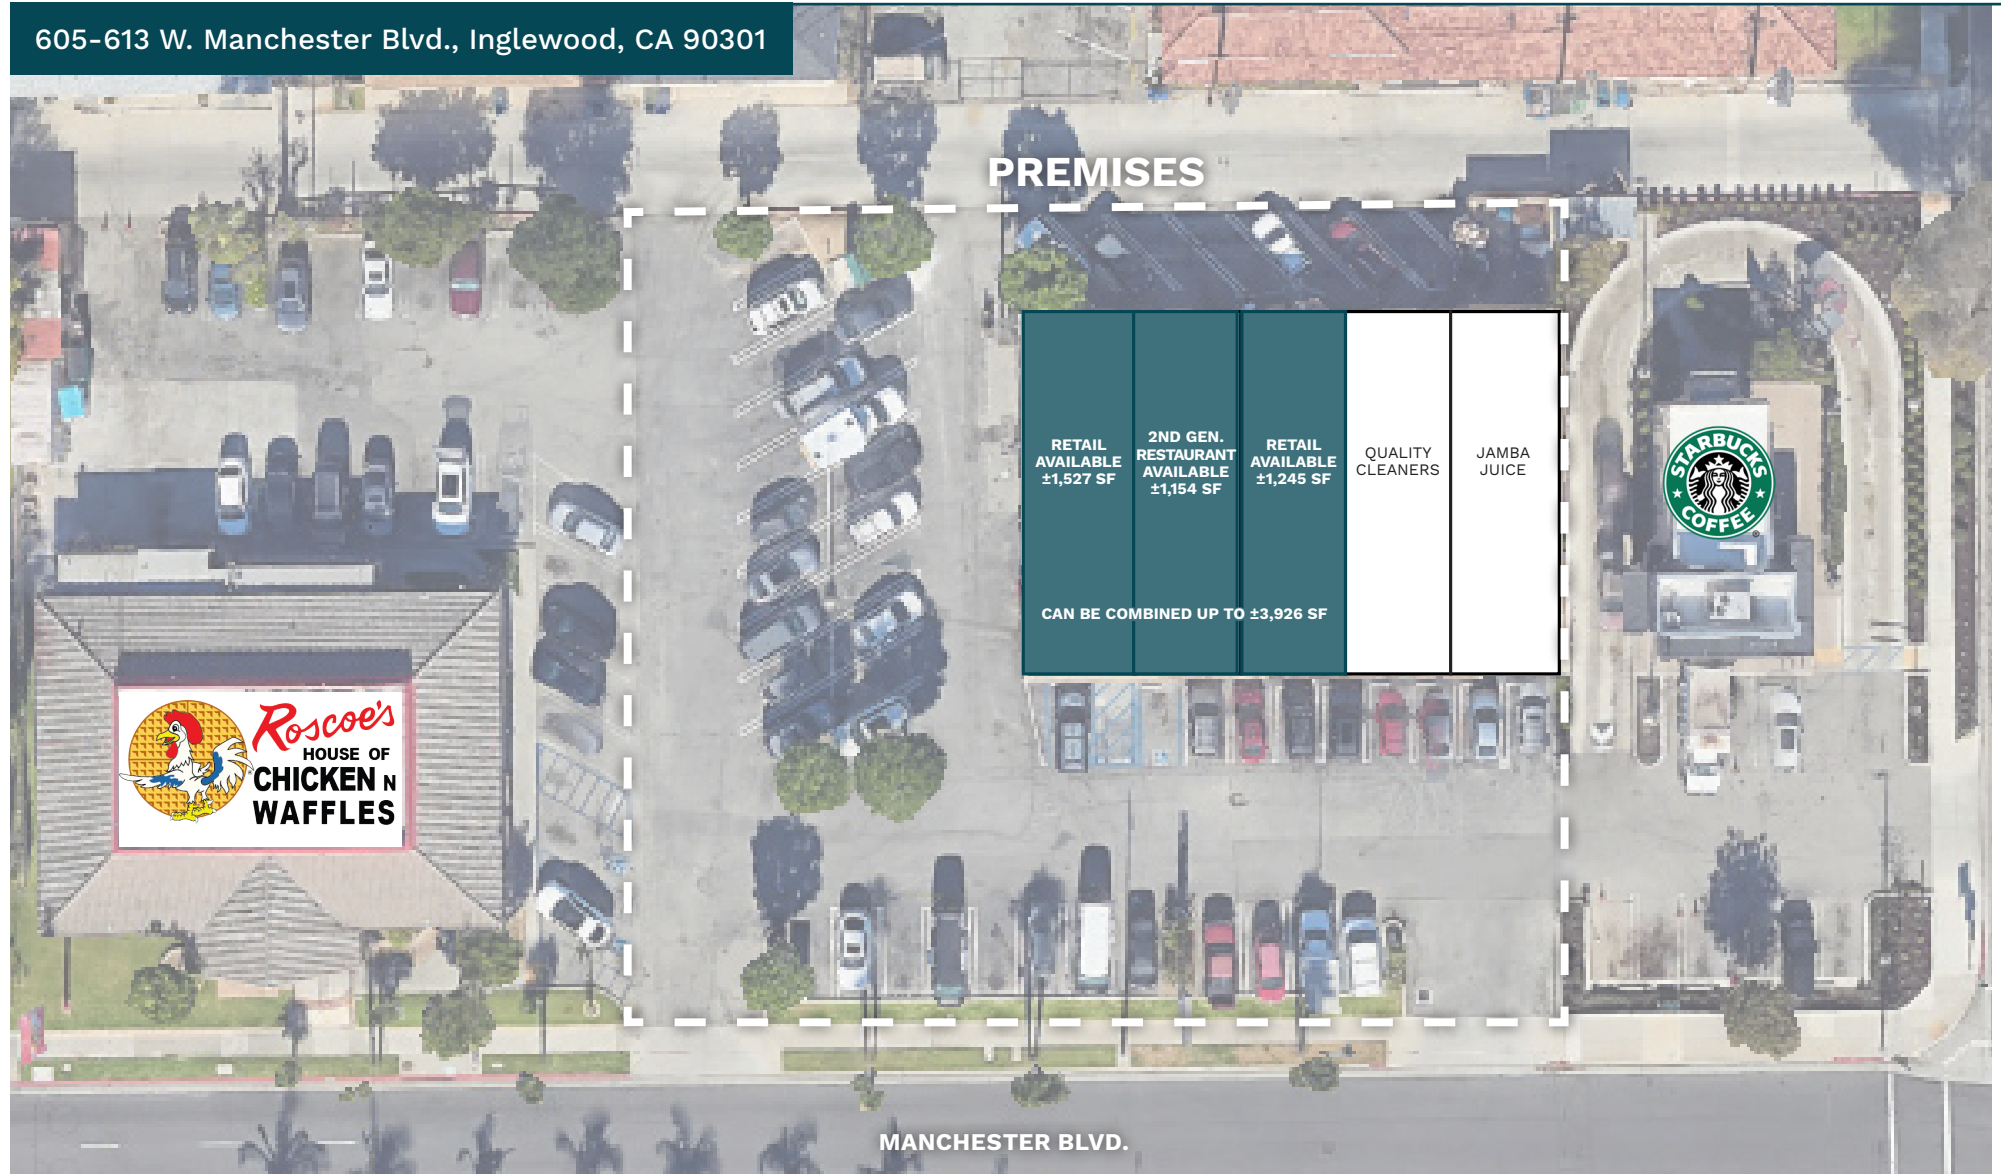 605-613 W. Manchester Blvd., Inglewood, CA 90301
PREMISES
RETAIL
AVAILABLE
±1,527 SF
2ND GEN.
RESTAURANT
AVAILABLE
±1,154 SF
RETAIL
AVAILABLE
±1,245 SF
QUALITY
CLEANERS
JAMBA
JUICE
CAN BE COMBINED UP TO ±3,926 SF
STARBUCKS
COFFEE
®
Roscoe's
HOUSE OF
CHICKEN N
WAFFLES
MANCHESTER BLVD.